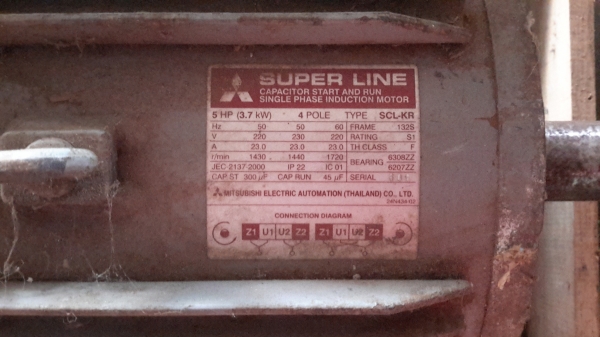 SUPER LINE
CAPACITOR START AND RUN
SINGLE PHASE INDUCTION MOTOR
5 HP (3.7 kW) 4 POLE TYPE SCL-KR
Hz 50 50 60 FRAME 132S
V 220 230 220 RATING S1
A 23.0 23.0 23.0 TH.CLASS F
r/min 1430 1440 1720 BEARING 6308ZZ
JEC-2137-2000 IP 22 IC 01 6207ZZ
CAP.ST 300 µF CAP RUN 45 µF SERIAL
MITSUBISHI ELECTRIC AUTOMATION (THAILAND) CO., LTD.
CONNECTION DIAGRAM
Z1 U1 U2 Z2 Z1 U1 U2 Z2